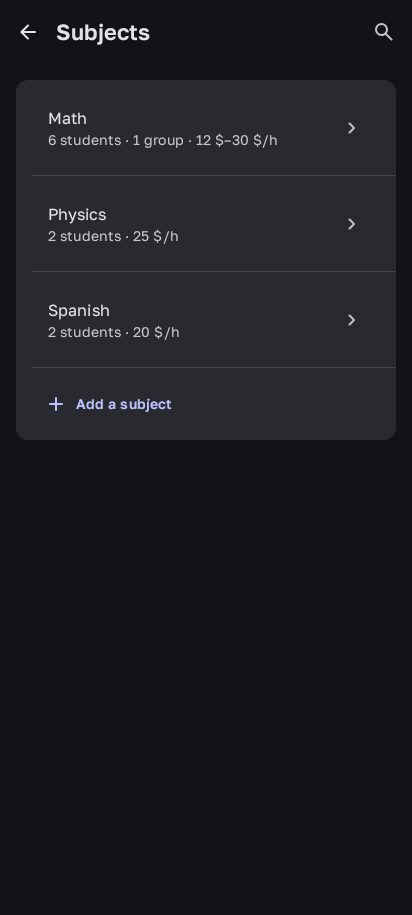 Subjects
Math
6 students · 1 group · 12 $–30 $/h
Physics
2 students · 25 $/h
Spanish
2 students · 20 $/h
Add a subject